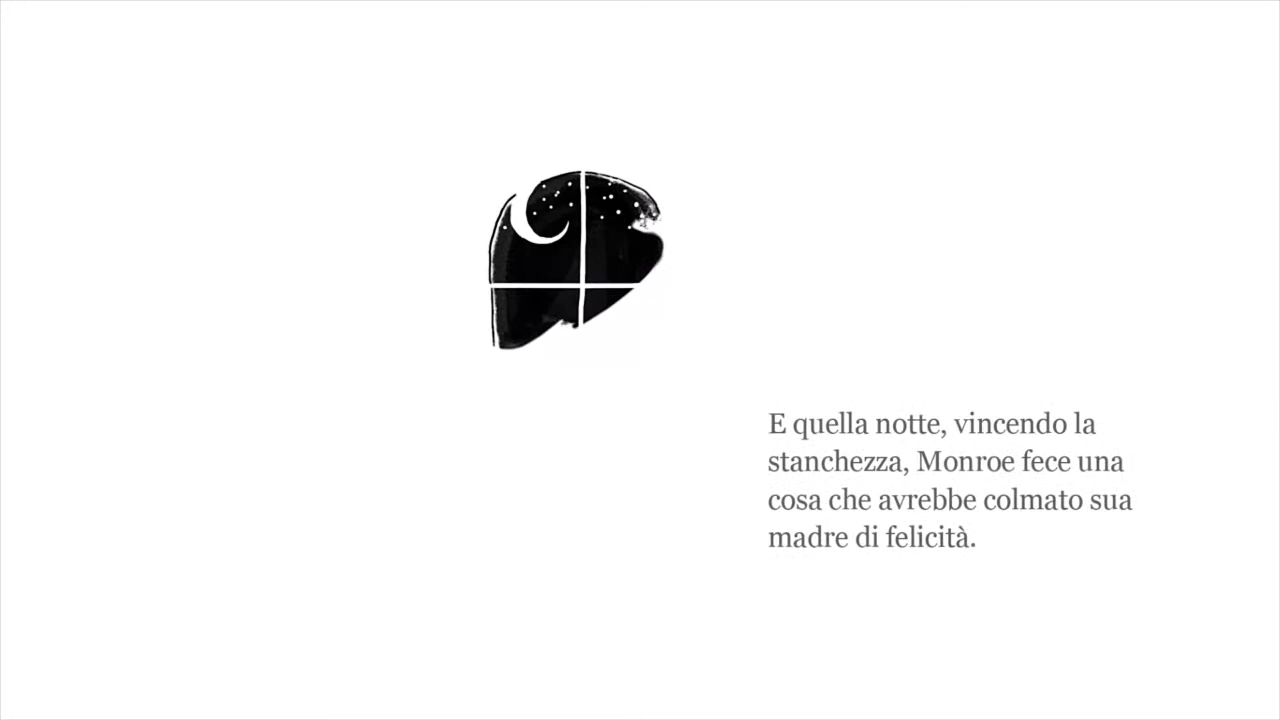 E quella notte, vincendo la
stanchezza, Monroe fece una
cosa che avrebbe colmato sua
madre di felicità.